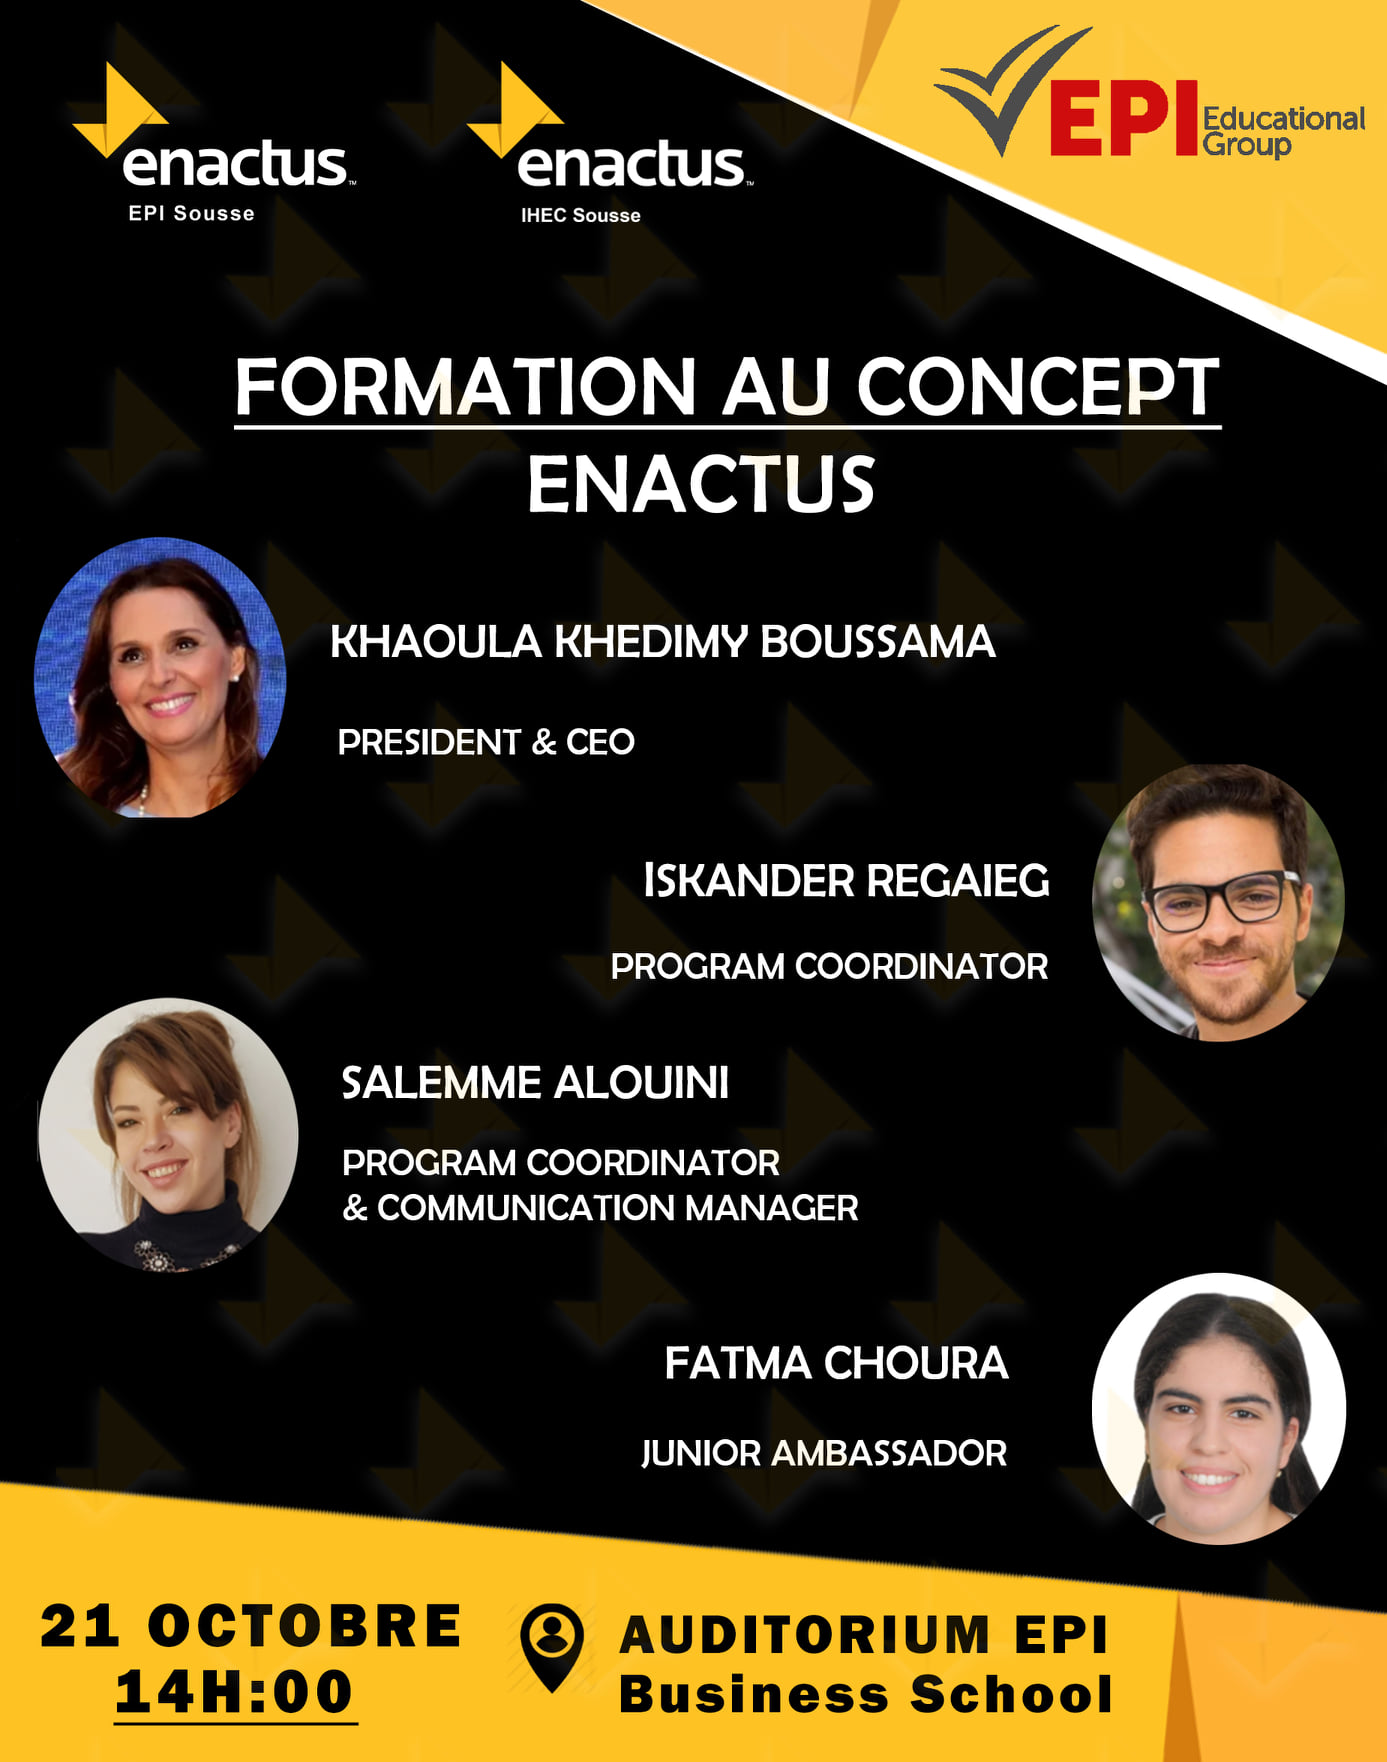 enactus™
EPI Sousse
enactus™
IHEC Sousse
EPI Educational
Group
FORMATION AU CONCEPT
ENACTUS
KHAOULA KHEDIMY BOUSSAMA
PRESIDENT & CEO
ISKANDER REGAIEG
PROGRAM COORDINATOR
SALEMME ALOUINI
PROGRAM COORDINATOR
& COMMUNICATION MANAGER
FATMA CHOURA
JUNIOR AMBASSADOR
21 OCTOBRE
14H:00
AUDITORIUM EPI
Business School